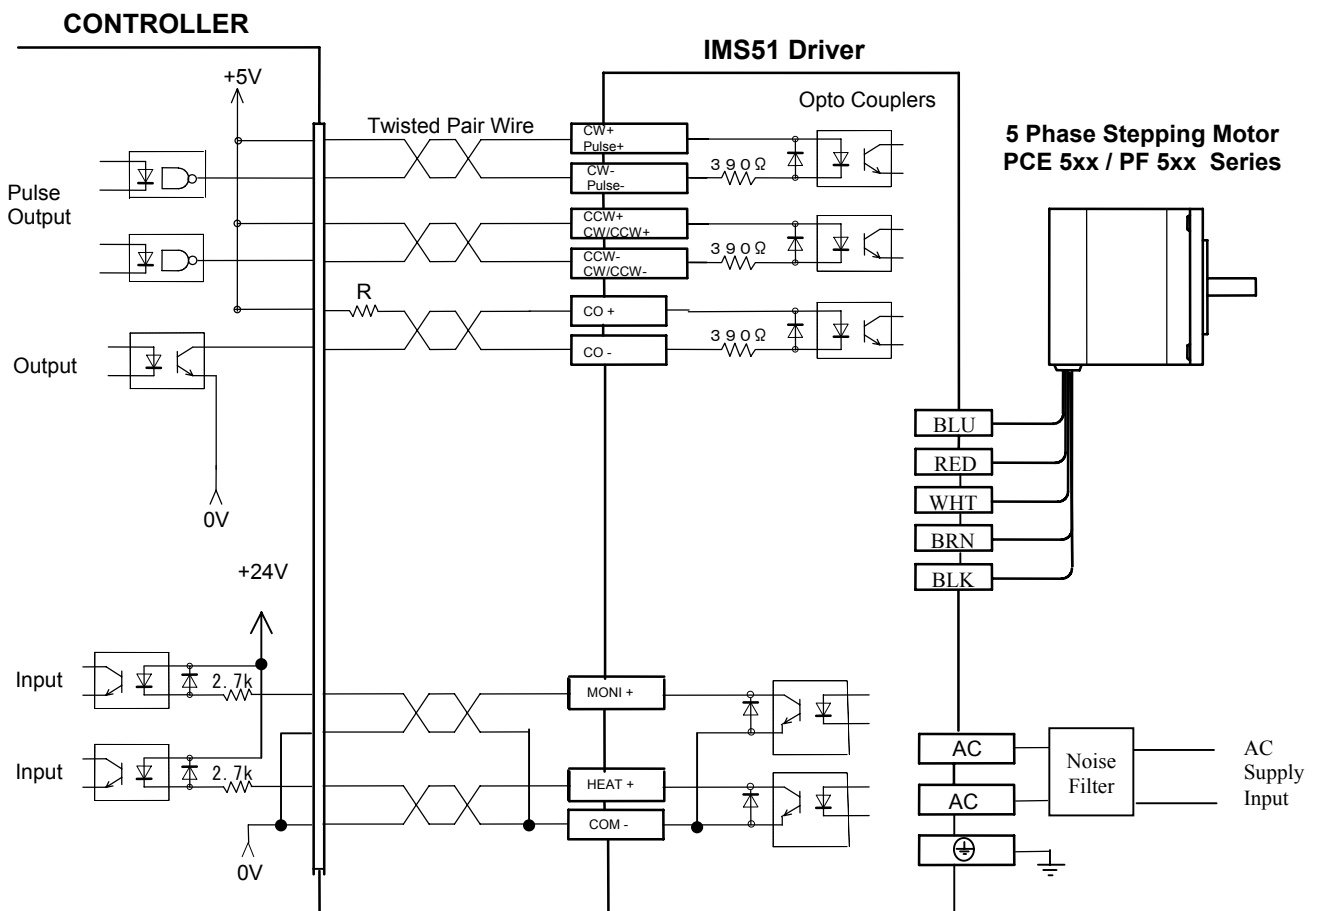 CONTROLLER
IMS51 Driver
+5V
Opto Couplers
Twisted Pair Wire
CW+
Pulse+
5 Phase Stepping Motor
PCE 5xx / PF 5xx Series
390Ω
CW-
Pulse-
Pulse
Output
CCW+
CW/CCW+
390Ω
CCW-
CW/CCW-
R
CO +
390Ω
CO -
Output
BLU
RED
WHT
0V
BRN
+24V
BLK
Input
2.7k
MONI +
AC
Noise
Filter
AC
Supply
Input
Input
2.7k
HEAT +
AC
COM -
0V